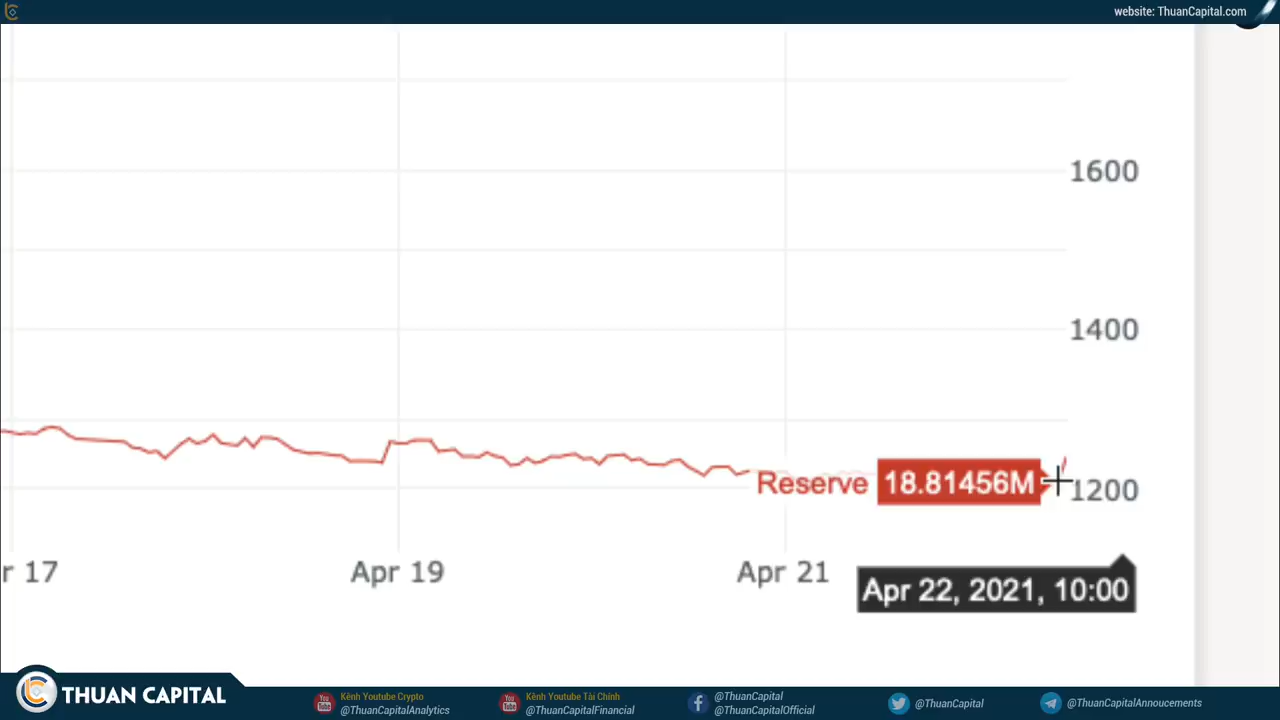 website: ThuanCapital.com
1600
1400
Reserve 18.81456M
1200
r 17
Apr 19
Apr 21
Apr 22, 2021, 10:00
THUAN CAPITAL
Kênh Youtube Crypto
@ThuanCapitalAnalytics
Kênh Youtube Tài Chính
@ThuanCapitalFinancial
@ThuanCapital
@ThuanCapitalOfficial
@ThuanCapital
@ThuanCapitalAnnoucements